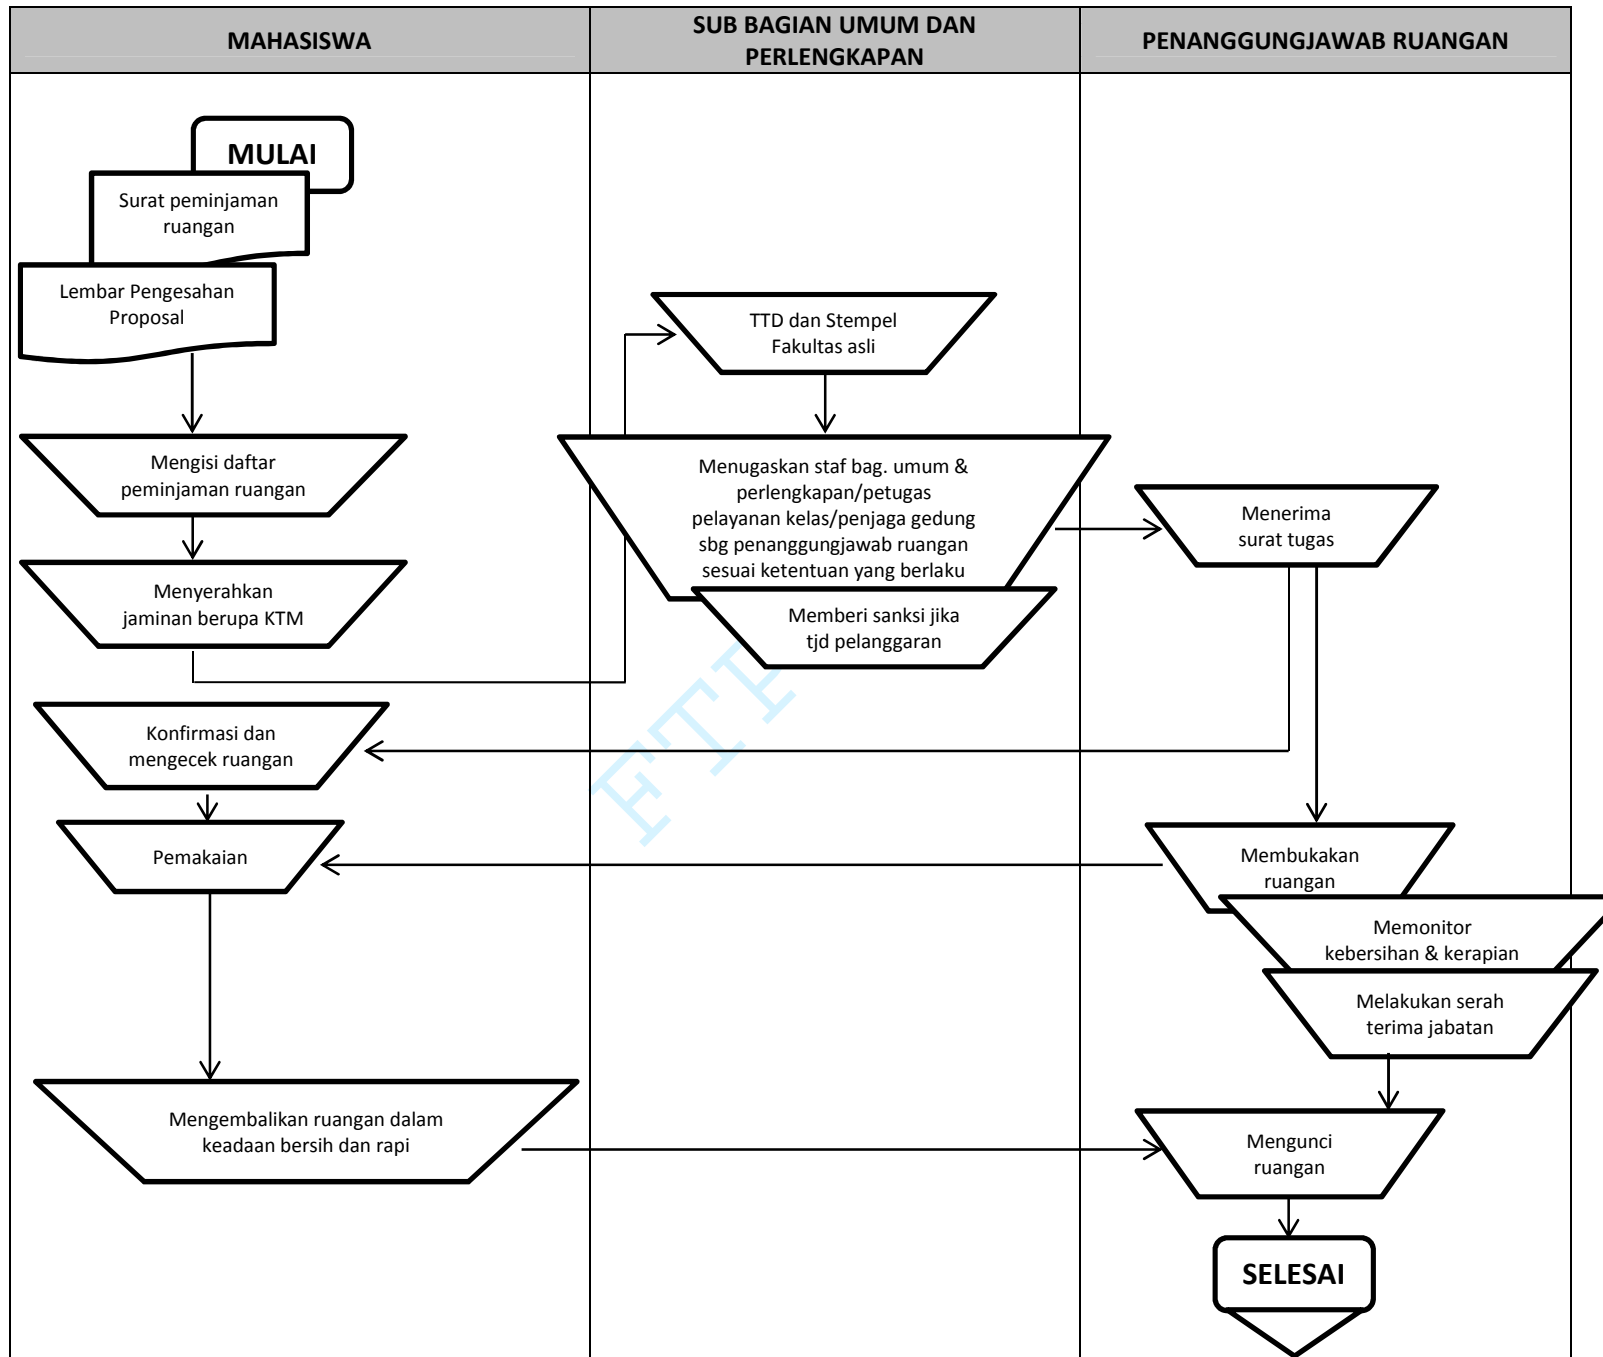 MAHASISWA
SUB BAGIAN UMUM DAN
PERLENGKAPAN
PENANGGUNGJAWAB RUANGAN
MULAI
Surat peminjaman
ruangan
Lembar Pengesahan
Proposal
TTD dan Stempel
Fakultas asli
Mengisi daftar
peminjaman ruangan
Menugaskan staf bag. umum &
perlengkapan/petugas
pelayanan kelas/penjaga gedung
sbg penanggungjawab ruangan
sesuai ketentuan yang berlaku
Menerima
surat tugas
Menyerahkan
jaminan berupa KTM
Memberi sanksi jika
tjd pelanggaran
Konfirmasi dan
mengecek ruangan
Pemakaian
Membukakan
ruangan
Memonitor
kebersihan & kerapian
Melakukan serah
terima jabatan
Mengembalikan ruangan dalam
keadaan bersih dan rapi
Mengunci
ruangan
SELESAI